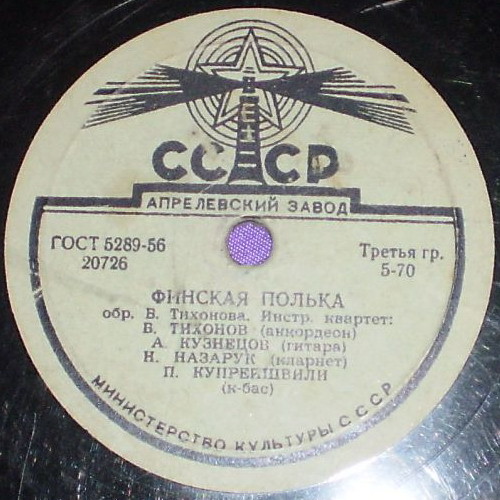 СССР
АПРЕЛЕВСКИЙ ЗАВОД
ГОСТ 5289-56
20726
Третья гр.
5-70
ФИНСКАЯ ПОЛЬКА
обр. В. Тихонова. Инстр. квартет:
В. ТИХОНОВ (аккордеон)
А. КУЗНЕЦОВ (гитара)
Н. НАЗАРУК (кларнет)
П. КУПРЕИШВИЛИ
(к-бас)
МИНИСТЕРСТВО КУЛЬТУРЫ СССР